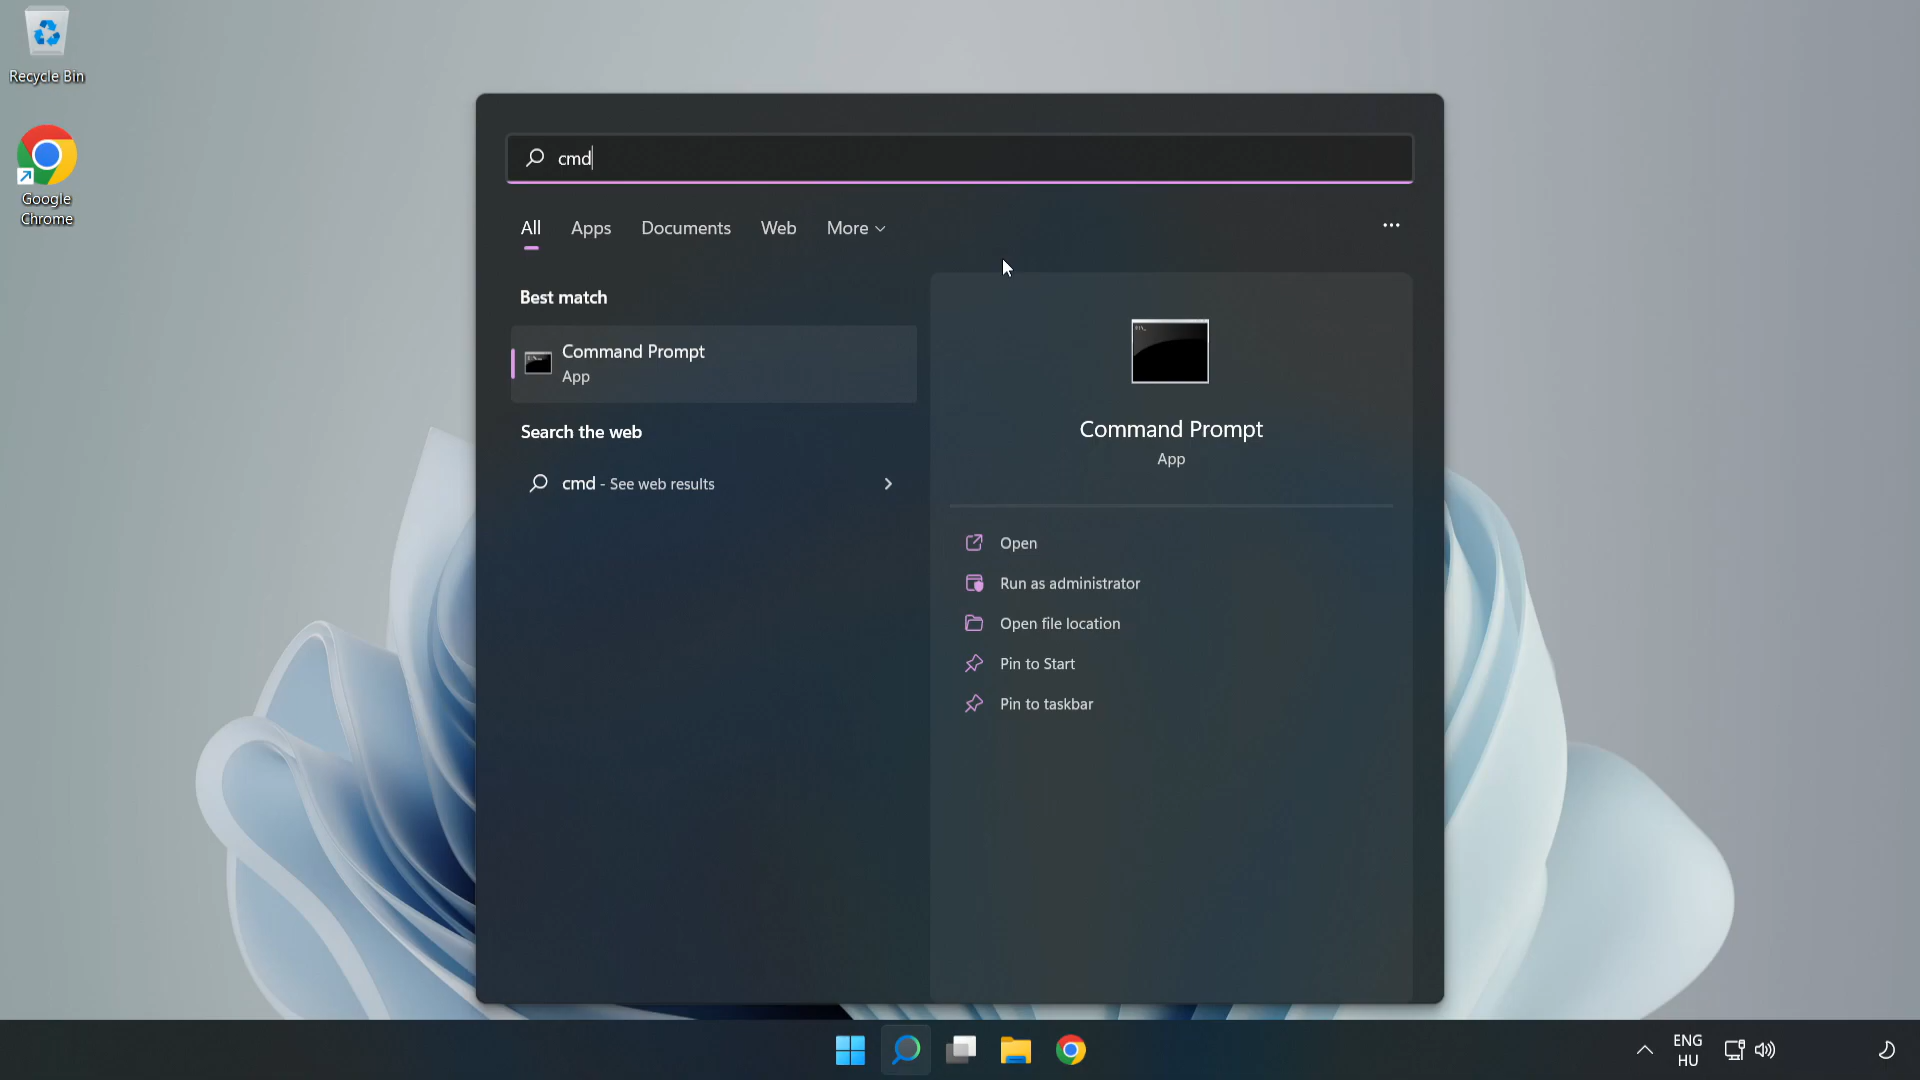 Recycle Bin
Google
Chrome
cmd
All Apps Documents Web More
Best match
Command Prompt
App
Search the web
cmd - See web results
Command Prompt
App
Open
Run as administrator
Open file location
Pin to Start
Pin to taskbar
ENG
HU